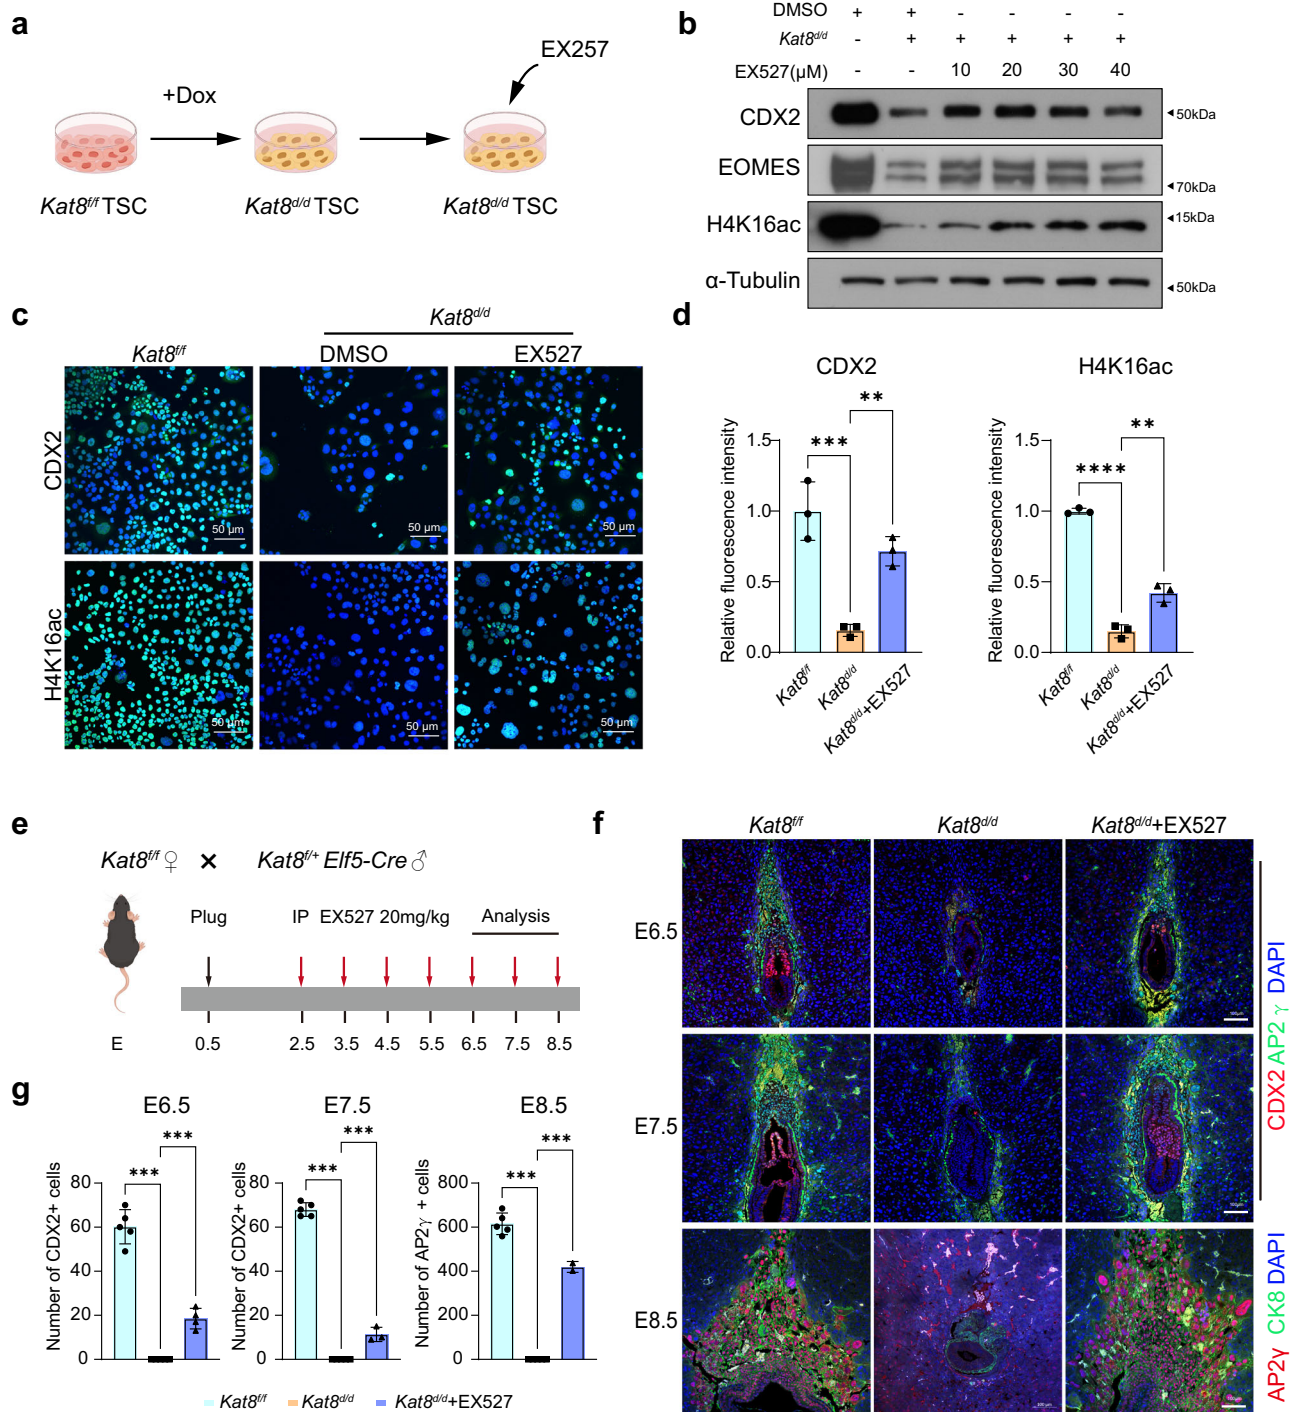 a
EX257
+Dox
Kat8f/f TSC
Kat8d/d TSC
Kat8d/d TSC
b
DMSO + + - - - -
Kat8d/d - + + + + +
EX527(μM) - - 10 20 30 40
CDX2
50kDa
EOMES
70kDa
H4K16ac
15kDa
α-Tubulin
50kDa
c
Kat8d/d
Kat8f/f
DMSO
EX527
CDX2
50 μm
50 μm
50 μm
H4K16ac
50 μm
50 μm
50 μm
d
CDX2
Relative fluorescence intensity
1.5
1.0
0.5
0.0
***
**
Kat8f/f
Kat8d/d
Kat8d/d+EX527
H4K16ac
Relative fluorescence intensity
1.5
1.0
0.5
0.0
****
**
Kat8f/f
Kat8d/d
Kat8d/d+EX527
e
Kat8f/f ♀ × Kat8f/+ Elf5-Cre ♂
Plug
IP EX527 20mg/kg
Analysis
E 0.5 2.5 3.5 4.5 5.5 6.5 7.5 8.5
f
Kat8f/f
Kat8d/d
Kat8d/d+EX527
E6.5
100μm
E7.5
100μm
CDX2 AP2 γ DAPI
E8.5
100 μm
100μm
AP2γ CK8 DAPI
g
E6.5
Number of CDX2+ cells
80
60
40
20
0
***
***
E7.5
Number of CDX2+ cells
80
60
40
20
0
***
***
E8.5
Number of AP2γ + cells
800
600
400
200
0
***
***
Kat8f/f
Kat8d/d
Kat8d/d+EX527